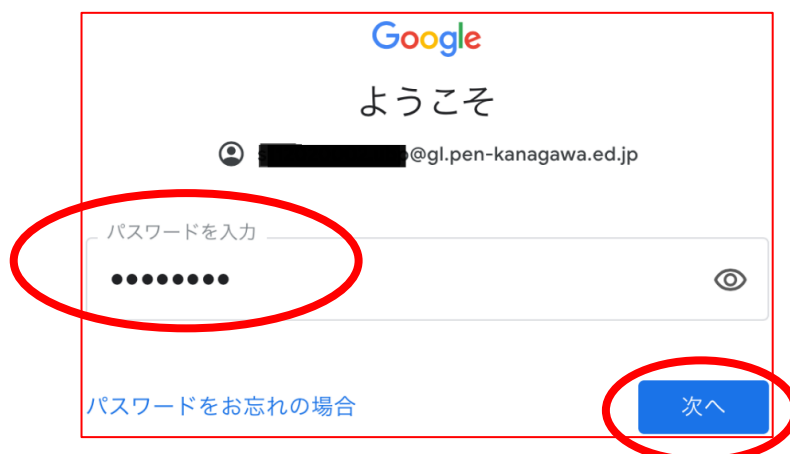 Google
ようこそ
@gl.pen-kanagawa.ed.jp
パスワードを入力
••••••••
パスワードをお忘れの場合
次へ